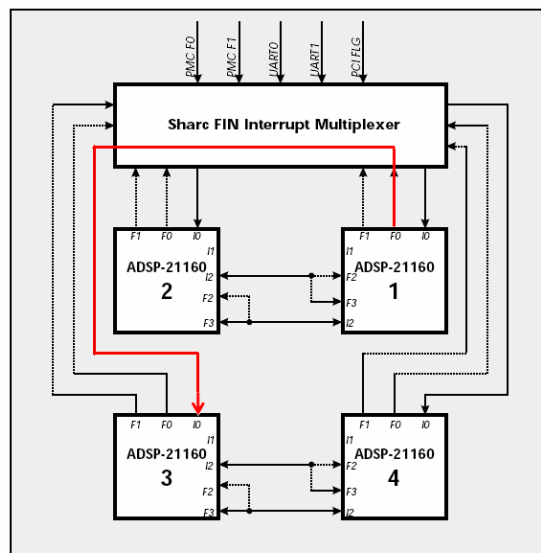 PMC F0 PMC F1 UART0 UART1 PCI FLG
Sharc FIN Interrupt Multiplexer
F1 F0 I0
I1
ADSP-21160
I2
2
F2
F3
F1 F0 I0
I1
ADSP-21160
F2
1
F3
I2
F1 F0 I0
I1
ADSP-21160
I2
3
F2
F3
F1 F0 I0
I1
ADSP-21160
F2
4
F3
I2